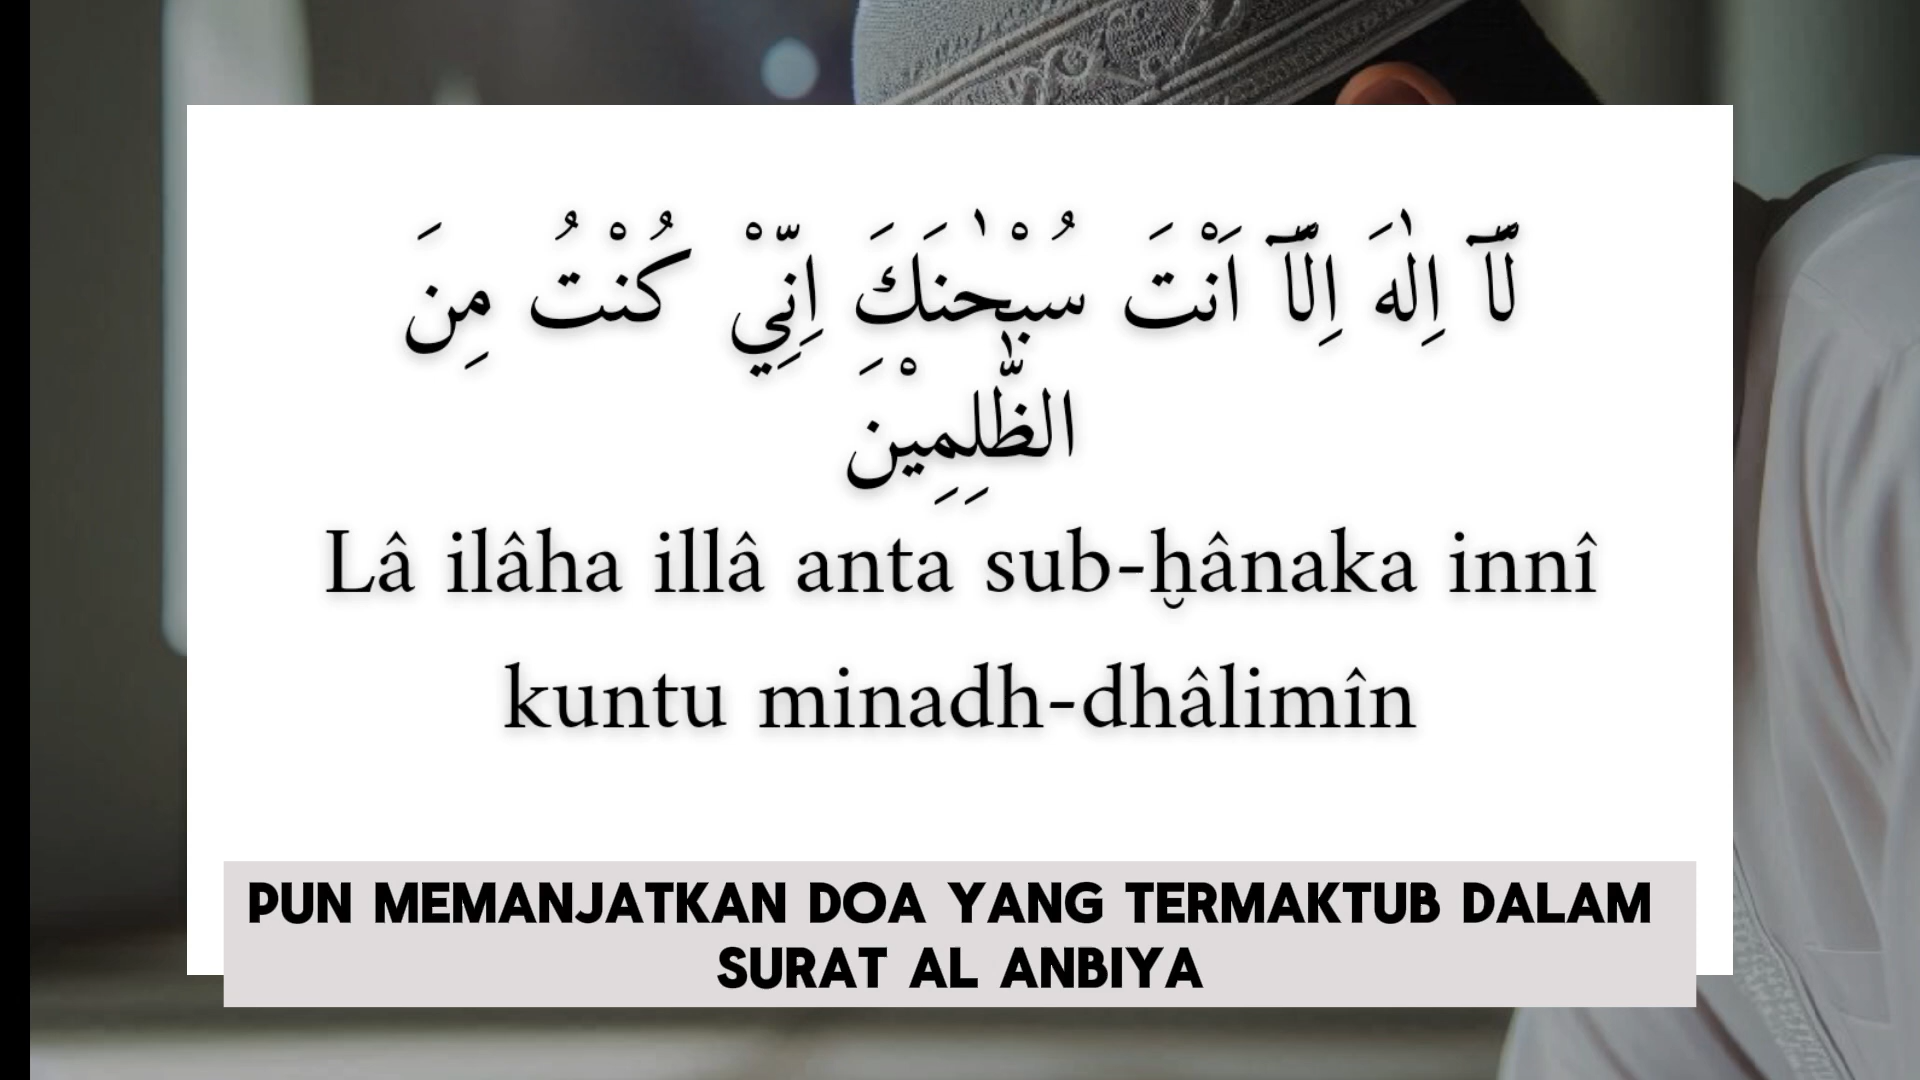 لَّآ اِلٰهَ اِلَّآ اَنْتَ سُبْحٰنَكَ اِنِّيْ كُنْتُ مِنَ
الظّٰلِمِيْنَ
Lâ ilâha illâ anta sub-ḫânaka innî
kuntu minadh-dhâlimîn
PUN MEMANJATKAN DOA YANG TERMAKTUB DALAM
SURAT AL ANBIYA